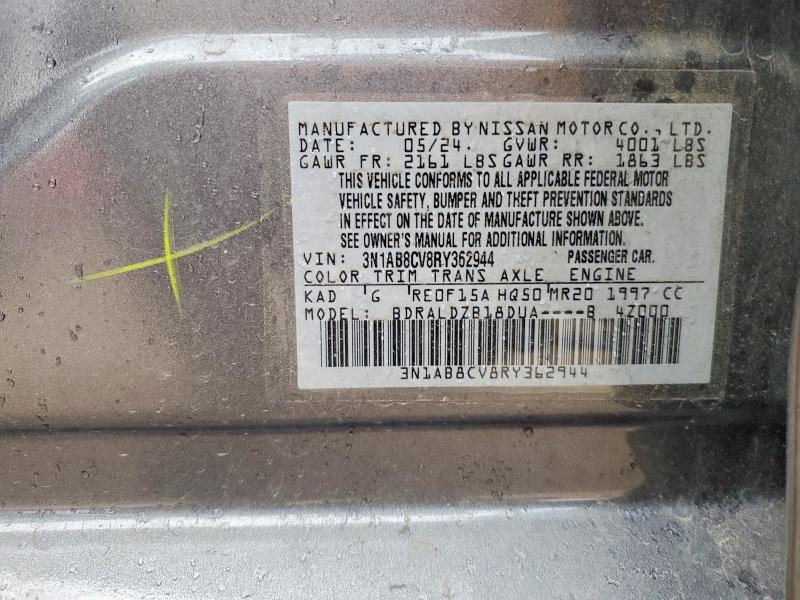 MANUFACTURED BY NISSAN MOTOR CO., LTD.
DATE: 05/24. GVWR: 4001 LBS
GAWR FR: 2161 LBS GAWR RR: 1863 LBS
THIS VEHICLE CONFORMS TO ALL APPLICABLE FEDERAL MOTOR
VEHICLE SAFETY, BUMPER AND THEFT PREVENTION STANDARDS
IN EFFECT ON THE DATE OF MANUFACTURE SHOWN ABOVE.
SEE OWNER'S MANUAL FOR ADDITIONAL INFORMATION.
VIN: 3N1AB8CV8RY362944 PASSENGER CAR.
COLOR TRIM TRANS AXLE ENGINE
KAD G RE0F15A HQ50 MR20 1997 CC
MODEL: BDRALDZB18DUA----B 4Z000
3N1AB8CV8RY362944